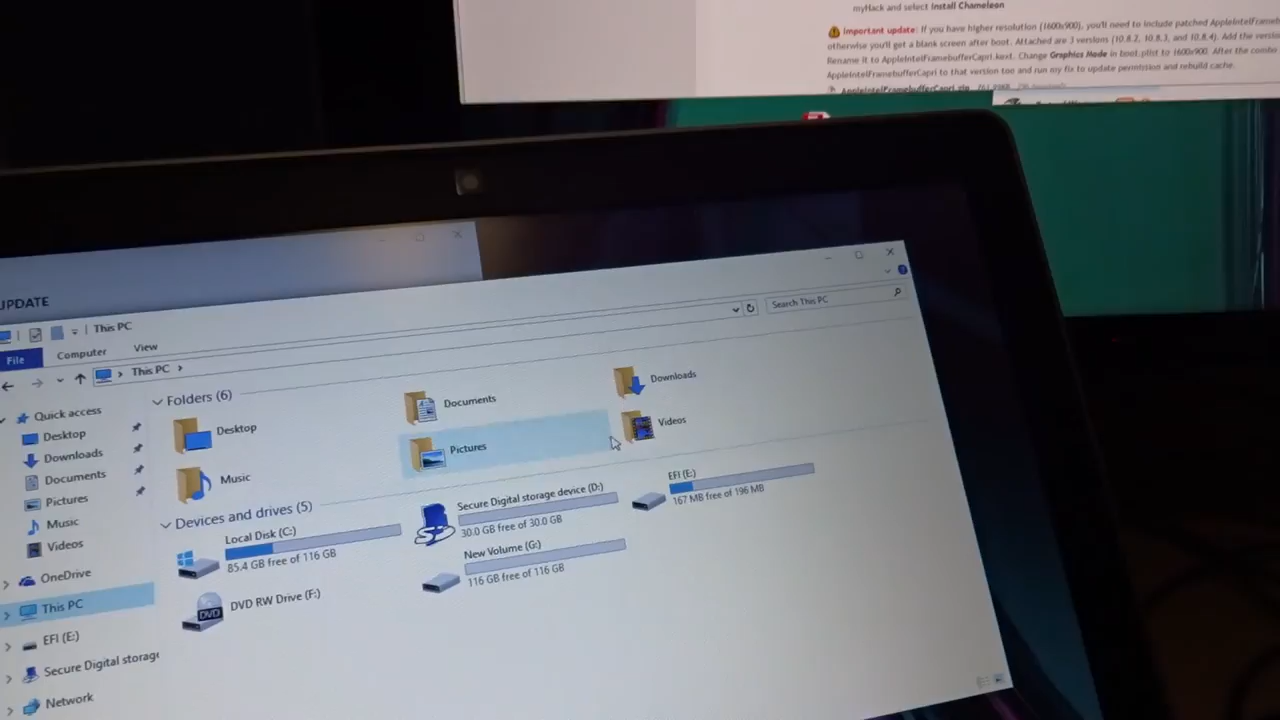 myHack and select Install Chameleon
Important update: If you have higher resolution (1600x900), you'll need to include patched AppleIntelFrameb
otherwise you'll get a blank screen after boot. Attached are 3 versions (10.8.2, 10.8.3, and 10.8.4). Add the versio
Rename it to AppleIntelFramebufferCapri.kext. Change Graphics Mode in boot.plist to 1600x900. After the combo
AppleIntelFramebufferCapri to that version too and run my fix to update permission and rebuild cache.
AppleIntelFramebufferCapri.zip
UPDATE
This PC
File Computer View
This PC
Search This PC
Quick access
Desktop
Downloads
Documents
Pictures
Music
Videos
OneDrive
This PC
EFI (E:)
Secure Digital storage
Network
Folders (6)
Desktop
Documents
Downloads
Music
Pictures
Videos
Devices and drives (5)
Local Disk (C:)
85.4 GB free of 116 GB
Secure Digital storage device (D:)
30.0 GB free of 30.0 GB
EFI (E:)
167 MB free of 196 MB
DVD RW Drive (F:)
DVD
New Volume (G:)
116 GB free of 116 GB